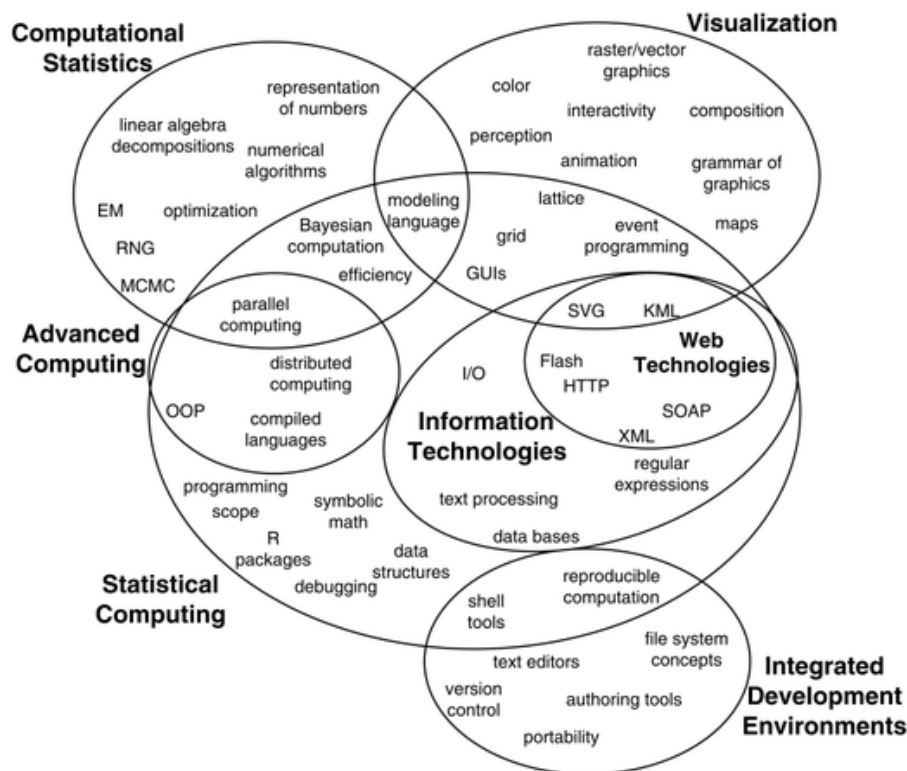 Computational
Statistics
Visualization
raster/vector
graphics
representation
of numbers
color
interactivity
composition
linear algebra
decompositions
perception
numerical
algorithms
animation
grammar of
graphics
modeling
language
lattice
EM
optimization
Bayesian
computation
grid
event
programming
maps
RNG
efficiency
GUIs
MCMC
parallel
computing
SVG
KML
Advanced
Computing
Web
Technologies
distributed
computing
I/O
Flash
HTTP
OOP
compiled
languages
Information
Technologies
SOAP
XML
regular
expressions
programming
scope
symbolic
math
text processing
R
packages
data bases
data
structures
debugging
Statistical
Computing
reproducible
computation
shell
tools
file system
concepts
text editors
Integrated
Development
Environments
version
control
authoring tools
portability